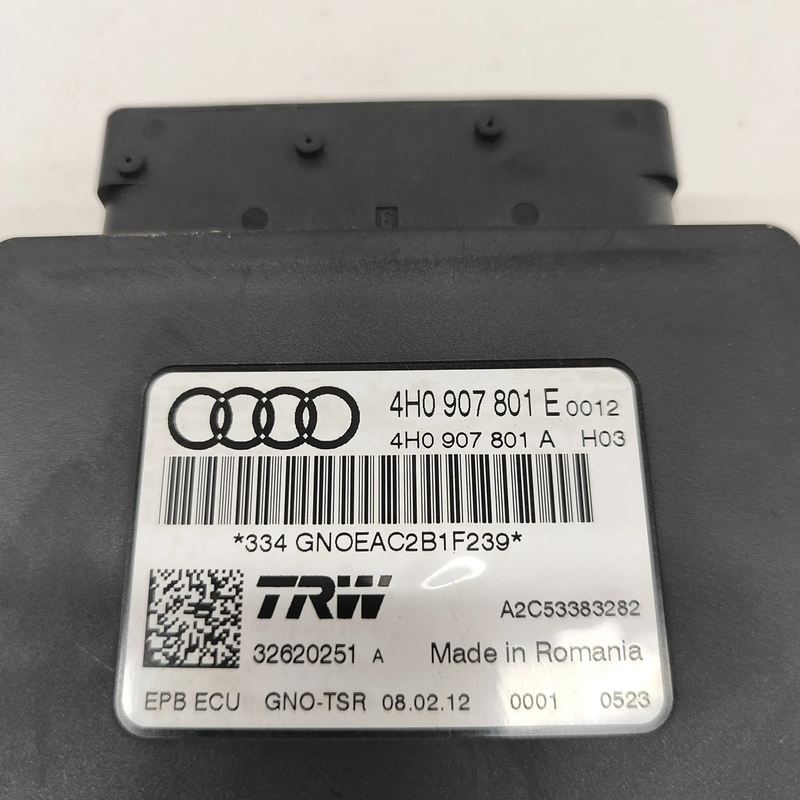 4H0 907 801 E 0012
4H0 907 801 A H03
*334 GNOEAC2B1F239*
TRW A2C53383282
32620251 A Made in Romania
EPB ECU GNO-TSR 08.02.12 0001 0523